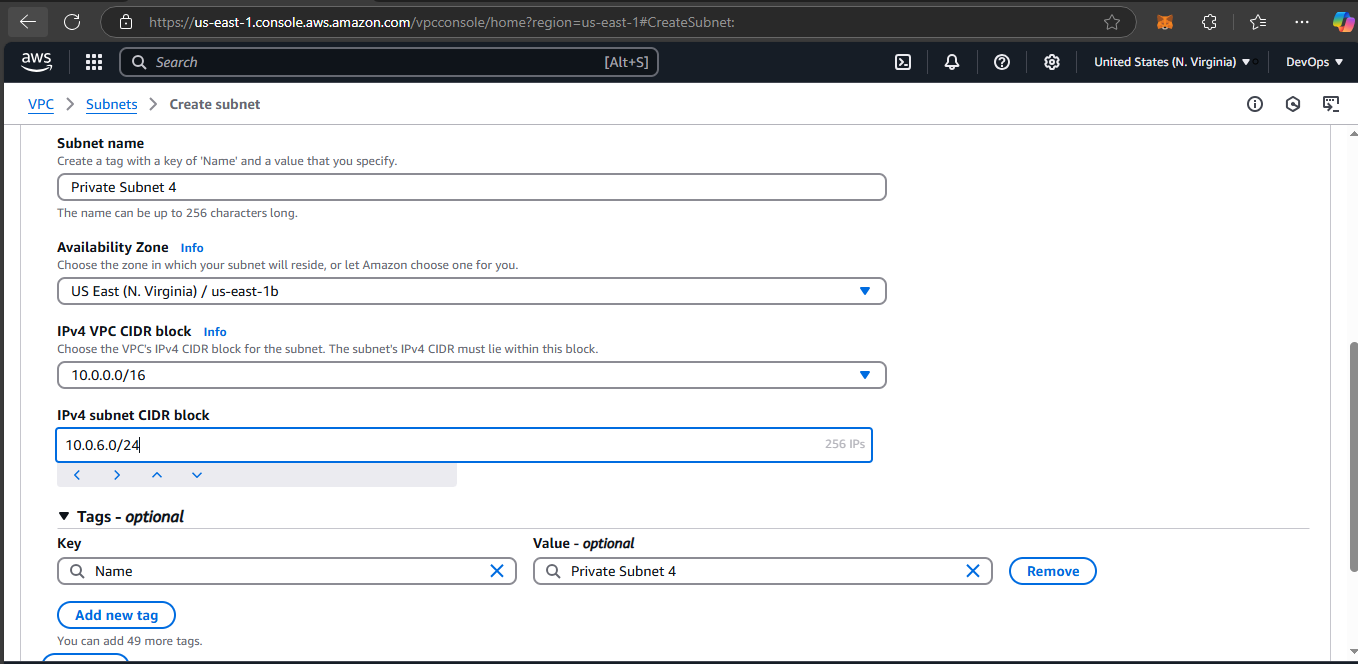 https://us-east-1.console.aws.amazon.com/vpcconsole/home?region=us-east-1#CreateSubnet:
aws Search [Alt+S] United States (N. Virginia) DevOps
VPC Subnets Create subnet
Subnet name
Create a tag with a key of 'Name' and a value that you specify.
Private Subnet 4
The name can be up to 256 characters long.
Availability Zone Info
Choose the zone in which your subnet will reside, or let Amazon choose one for you.
US East (N. Virginia) / us-east-1b
IPv4 VPC CIDR block Info
Choose the VPC's IPv4 CIDR block for the subnet. The subnet's IPv4 CIDR must lie within this block.
10.0.0.0/16
IPv4 subnet CIDR block
10.0.6.0/24 256 IPs
Tags - optional
Key Value - optional
Name Private Subnet 4 Remove
Add new tag
You can add 49 more tags.